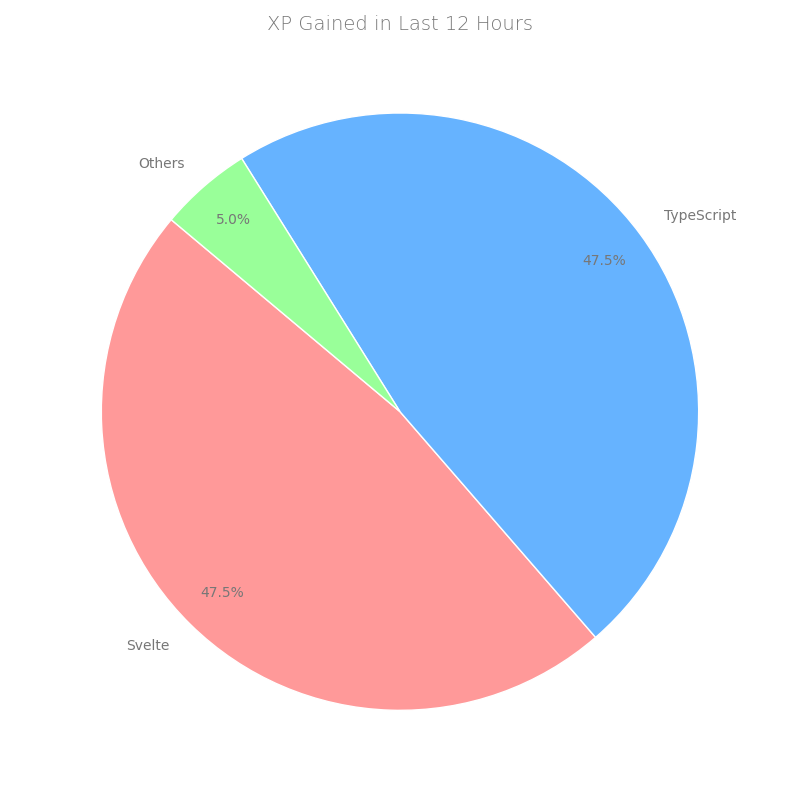 XP Gained in Last 12 Hours
Others
5.0%
TypeScript
47.5%
47.5%
Svelte